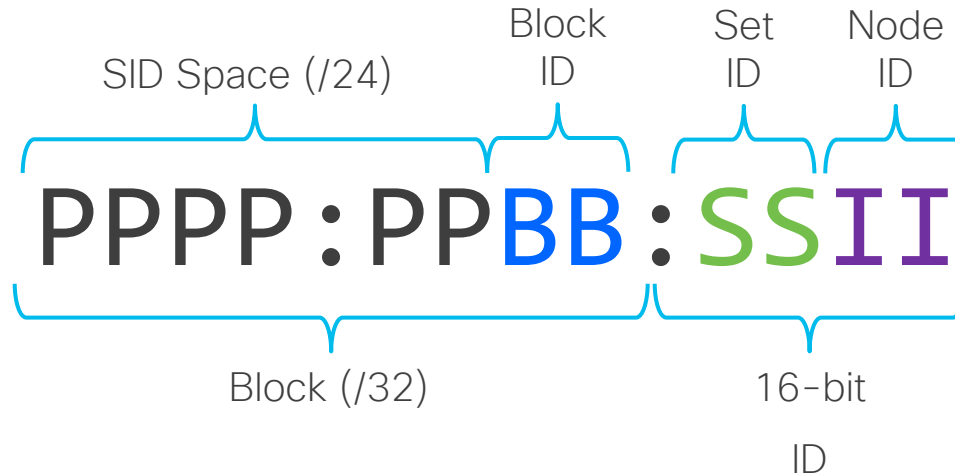 Block
ID
Set
ID
Node
ID
SID Space (/24)
PPPP:PPBB:SSII
Block (/32)
16-bit
ID